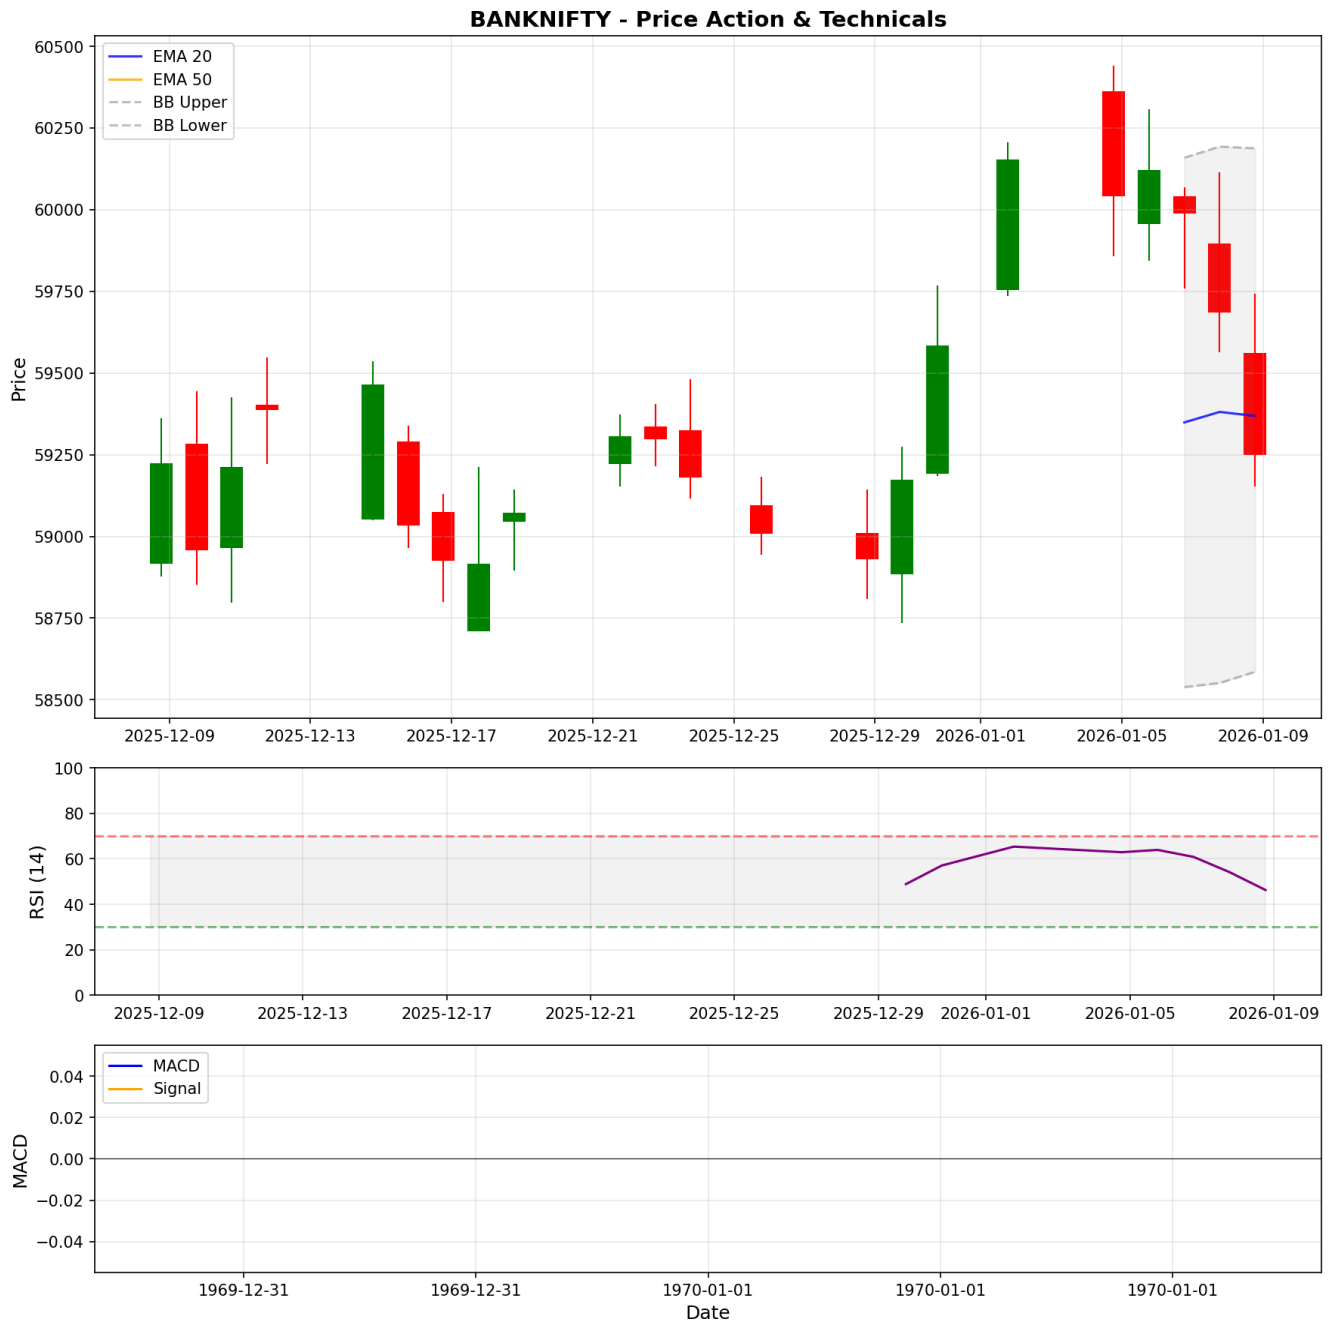 BANKNIFTY - Price Action & Technicals
EMA 20
EMA 50
BB Upper
BB Lower
Price
60500
60250
60000
59750
59500
59250
59000
58750
58500
2025-12-09 2025-12-13 2025-12-17 2025-12-21 2025-12-25 2025-12-29 2026-01-01 2026-01-05 2026-01-09
RSI (14)
100
80
60
40
20
0
2025-12-09 2025-12-13 2025-12-17 2025-12-21 2025-12-25 2025-12-29 2026-01-01 2026-01-05 2026-01-09
MACD
Signal
MACD
0.04
0.02
0.00
−0.02
−0.04
1969-12-31 1969-12-31 1970-01-01 1970-01-01 1970-01-01
Date